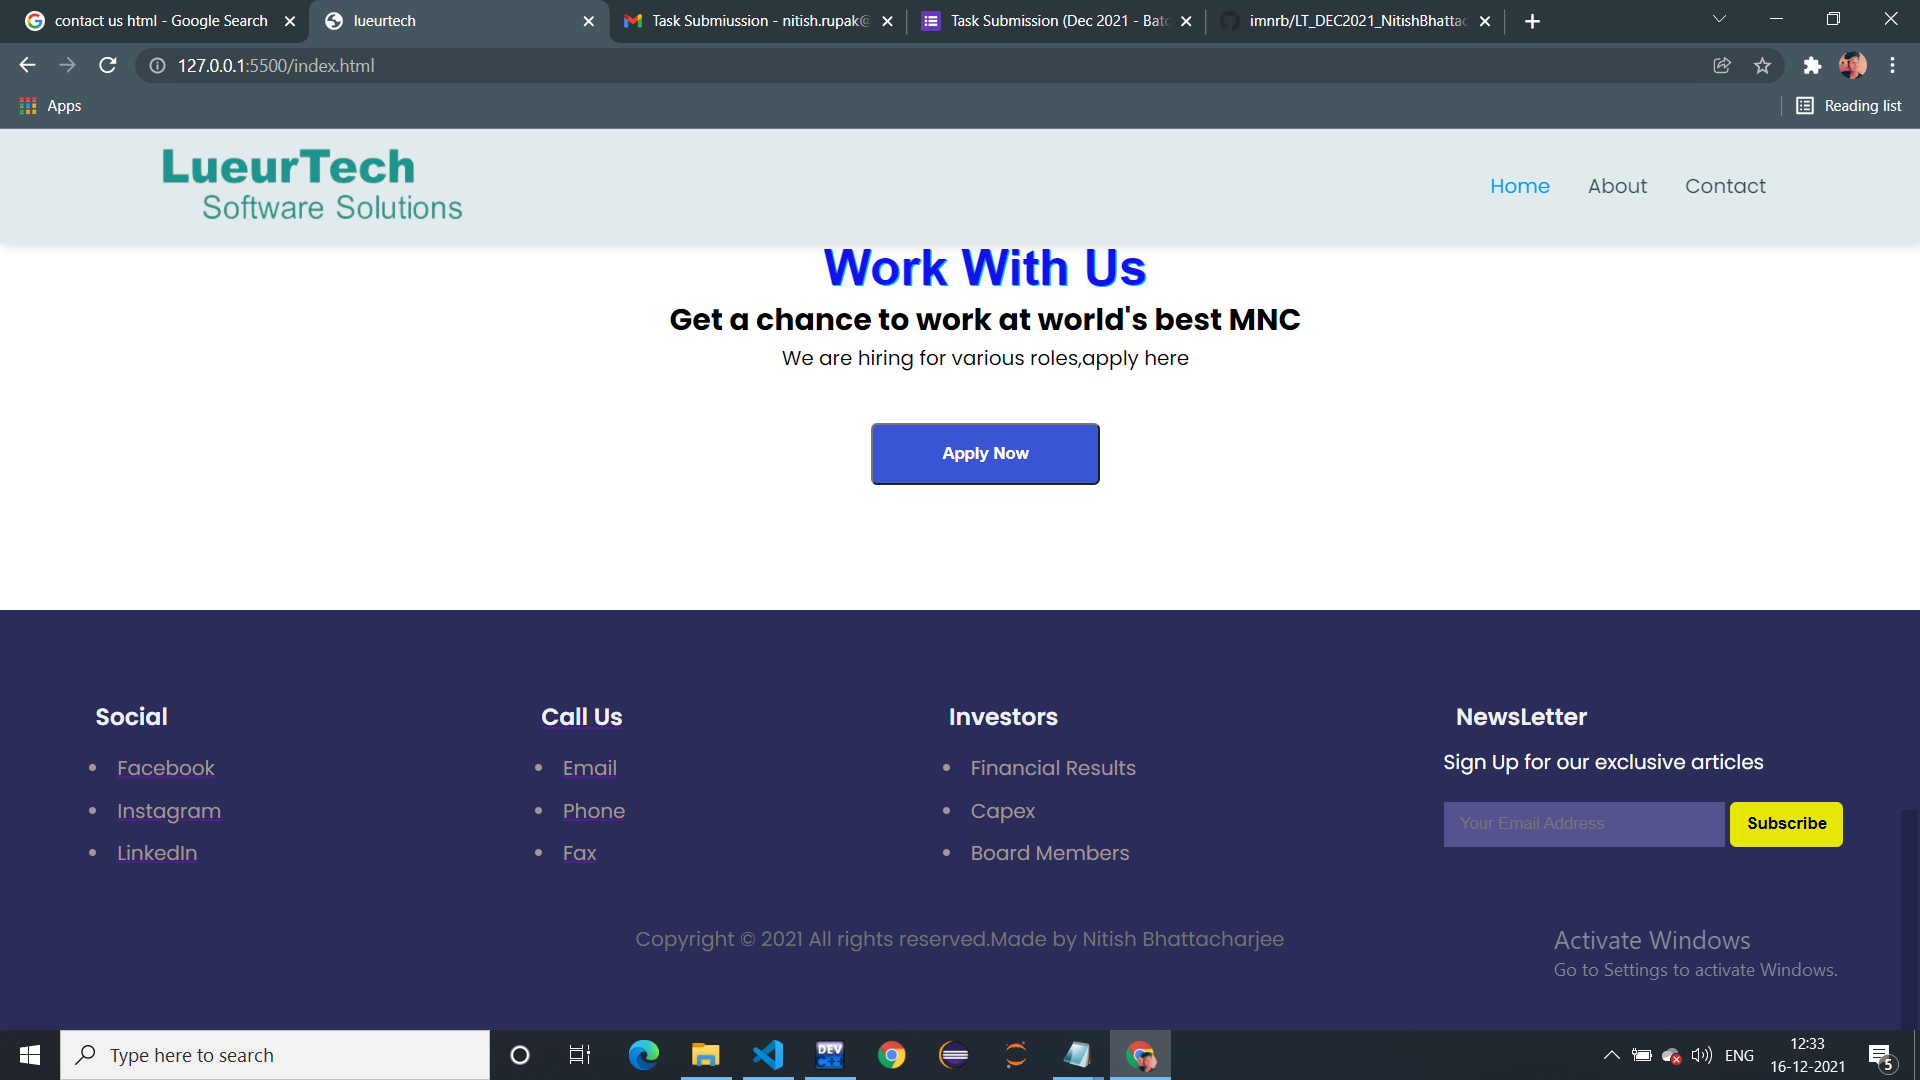 contact us html - Google Search
lueurtech
Task Submiussion - nitish.rupak@
Task Submission (Dec 2021 - Batc
imnrb/LT_DEC2021_NitishBhattac
127.0.0.1:5500/index.html
Apps
Reading list
LueurTech
Software Solutions
Home
About
Contact
Work With Us
Get a chance to work at world's best MNC
We are hiring for various roles,apply here
Apply Now
Social
Facebook
Instagram
LinkedIn
Call Us
Email
Phone
Fax
Investors
Financial Results
Capex
Board Members
NewsLetter
Sign Up for our exclusive articles
Your Email Address
Subscribe
Copyright © 2021 All rights reserved.Made by Nitish Bhattacharjee
Activate Windows
Go to Settings to activate Windows.
Type here to search
DEV
ENG
12:33
16-12-2021
5